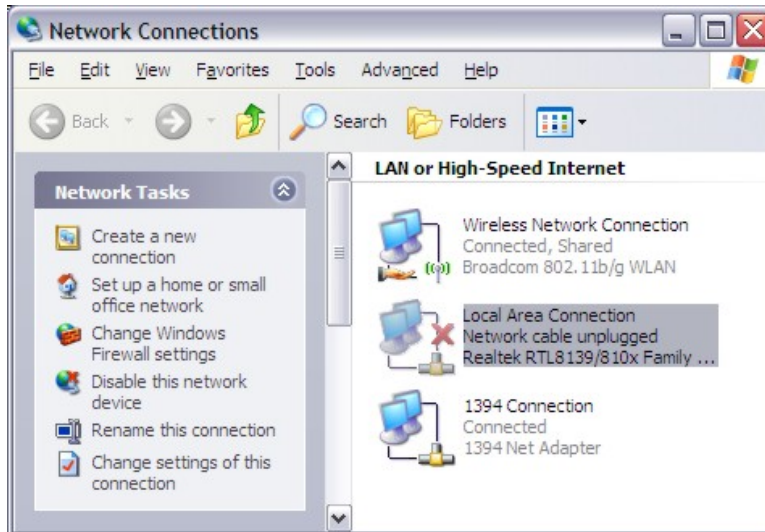 Network Connections
File Edit View Favorites Tools Advanced Help
Back Search Folders
Network Tasks
Create a new
connection
Set up a home or small
office network
Change Windows
Firewall settings
Disable this network
device
Rename this connection
Change settings of this
connection
LAN or High-Speed Internet
Wireless Network Connection
Connected, Shared
Broadcom 802.11b/g WLAN
Local Area Connection
Network cable unplugged
Realtek RTL8139/810x Family ...
1394 Connection
Connected
1394 Net Adapter